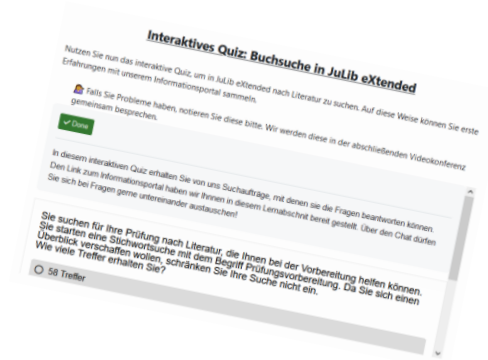 Interaktives Quiz: Buchsuche in JuLib eXtended
Nutzen Sie nun das interaktive Quiz, um in JuLib eXtended nach Literatur zu suchen. Auf diese Weise können Sie erste
Erfahrungen mit unserem Informationsportal sammeln.
Falls Sie Probleme haben, notieren Sie diese bitte. Wir werden diese in der abschließenden Videokonferenz
gemeinsam besprechen.
Done
In diesem interaktiven Quiz erhalten Sie von uns Suchaufträge, mit denen sie die Fragen beantworten können.
Den Link zum Informationsportal haben wir Ihnen in diesem Lernabschnitt bereit gestellt. Über den Chat dürfen
Sie sich bei Fragen gerne untereinander austauschen!
Sie suchen für Ihre Prüfung nach Literatur, die Ihnen bei der Vorbereitung helfen können.
Sie starten eine Stichwortsuche mit dem Begriff Prüfungsvorbereitung. Da Sie sich einen
Überblick verschaffen wollen, schränken Sie Ihre Suche nicht ein.
Wie viele Treffer erhalten Sie?
58 Treffer